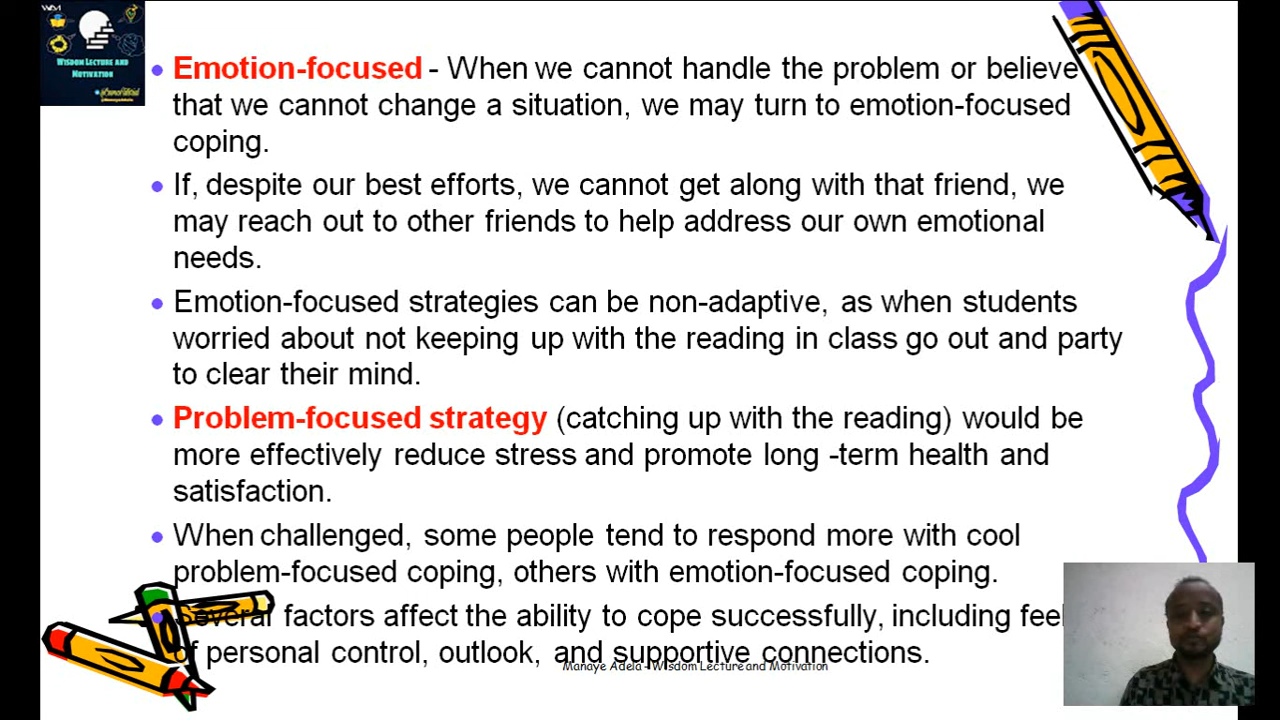 WISDOM LECTURE AND
MOTIVATION
Emotion-focused - When we cannot handle the problem or believe
that we cannot change a situation, we may turn to emotion-focused
coping.
If, despite our best efforts, we cannot get along with that friend, we
may reach out to other friends to help address our own emotional
needs.
Emotion-focused strategies can be non-adaptive, as when students
worried about not keeping up with the reading in class go out and party
to clear their mind.
Problem-focused strategy (catching up with the reading) would be
more effectively reduce stress and promote long -term health and
satisfaction.
When challenged, some people tend to respond more with cool
problem-focused coping, others with emotion-focused coping.
Several factors affect the ability to cope successfully, including feel
of personal control, outlook, and supportive connections.
Manaye Adela - Wisdom Lecture and Motivation